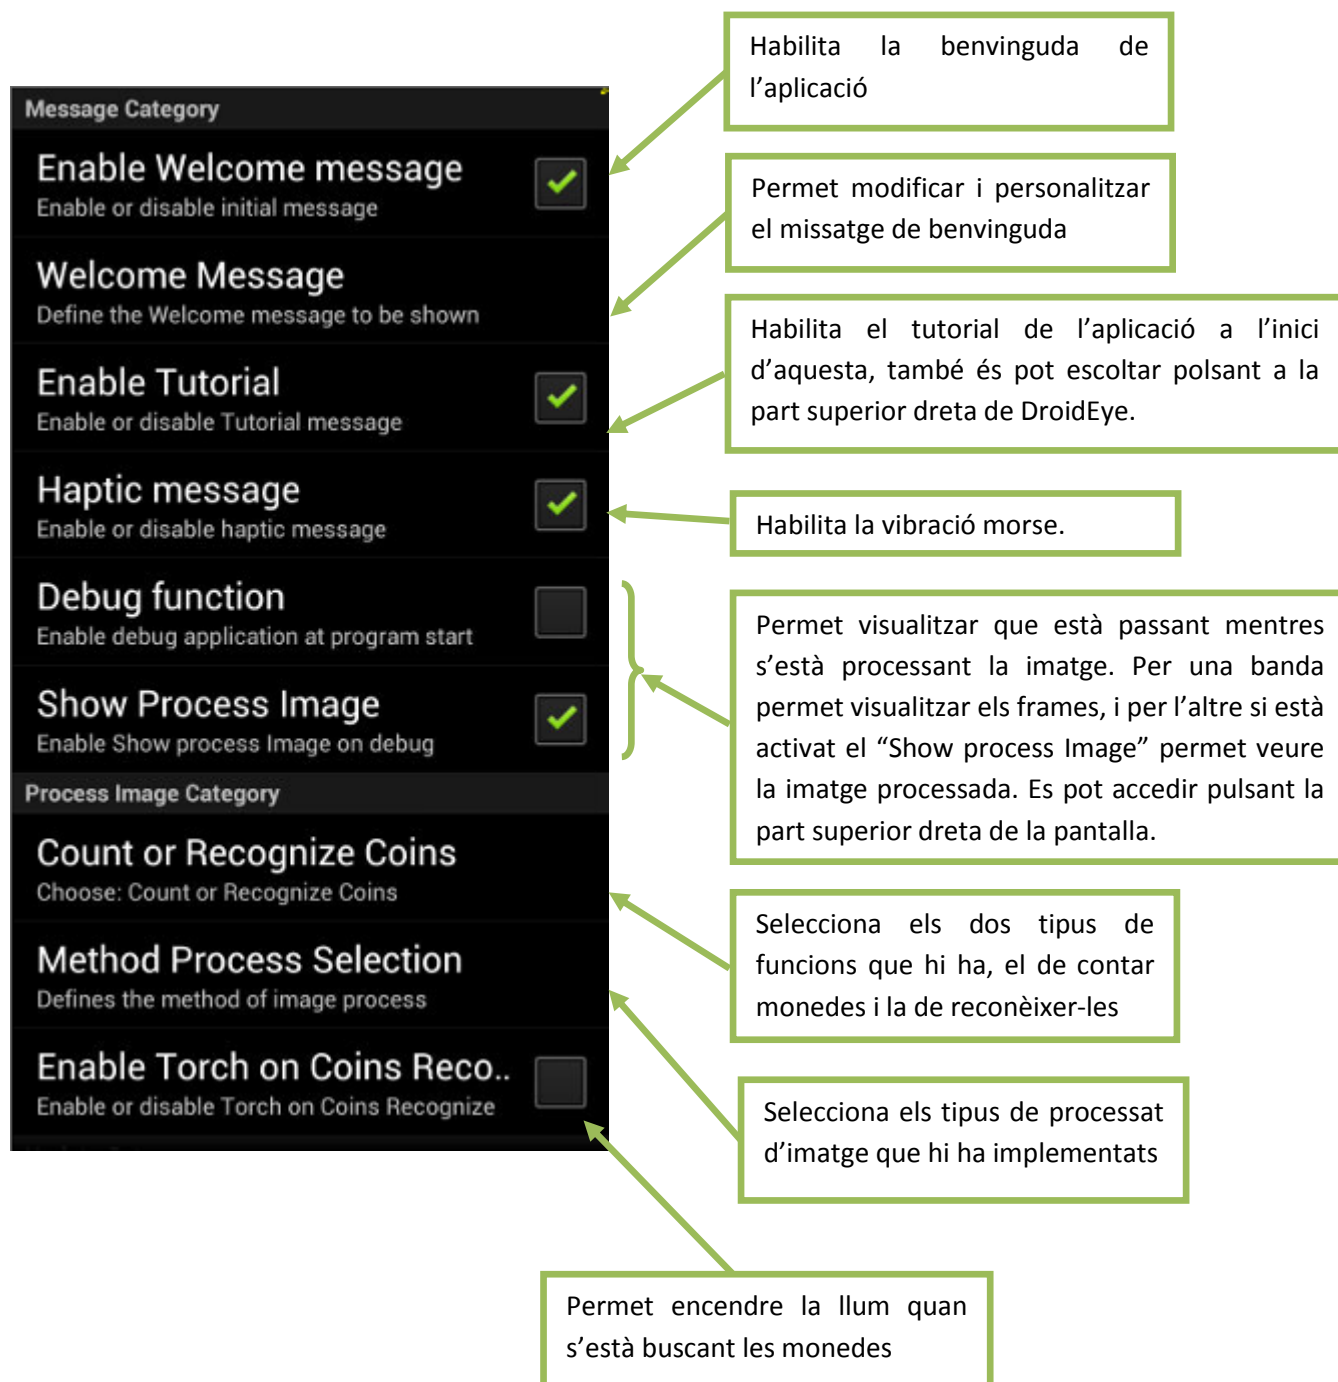 Message Category
Enable Welcome message
Enable or disable initial message
Welcome Message
Define the Welcome message to be shown
Enable Tutorial
Enable or disable Tutorial message
Haptic message
Enable or disable haptic message
Debug function
Enable debug application at program start
Show Process Image
Enable Show process Image on debug
Process Image Category
Count or Recognize Coins
Choose: Count or Recognize Coins
Method Process Selection
Defines the method of image process
Enable Torch on Coins Reco..
Enable or disable Torch on Coins Recognize
Habilita la benvinguda de
l’aplicació
Permet modificar i personalitzar
el missatge de benvinguda
Habilita el tutorial de l’aplicació a l’inici
d’aquesta, també és pot escoltar polsant a la
part superior dreta de DroidEye.
Habilita la vibració morse.
Permet visualitzar que està passant mentres
s’està processant la imatge. Per una banda
permet visualitzar els frames, i per l’altre si està
activat el “Show process Image” permet veure
la imatge processada. Es pot accedir pulsant la
part superior dreta de la pantalla.
Selecciona els dos tipus de
funcions que hi ha, el de contar
monedes i la de reconèixer-les
Selecciona els tipus de processat
d’imatge que hi ha implementats
Permet encendre la llum quan
s’està buscant les monedes